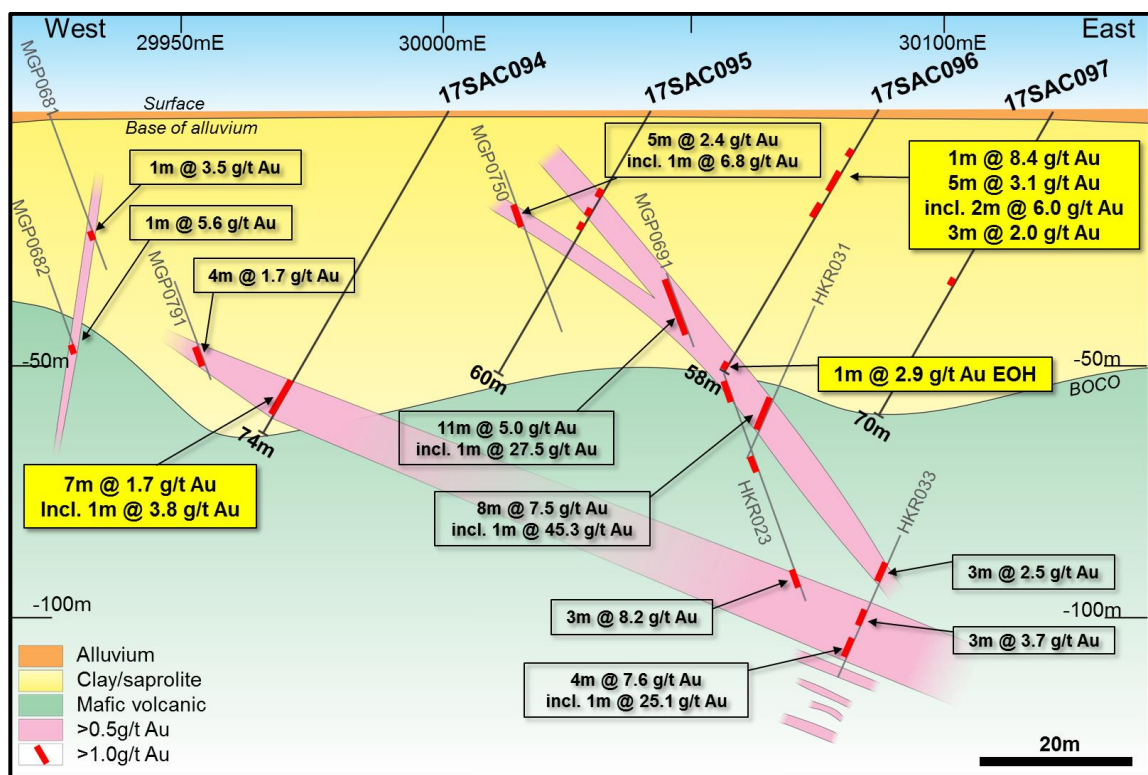 West
East
29950mE
30000mE
30100mE
MGP0681
17SAC094
17SAC095
17SAC096
17SAC097
Surface
Base of alluvium
1m @ 3.5 g/t Au
5m @ 2.4 g/t Au
incl. 1m @ 6.8 g/t Au
1m @ 8.4 g/t Au
5m @ 3.1 g/t Au
incl. 2m @ 6.0 g/t Au
3m @ 2.0 g/t Au
MGP0750
MGP0682
1m @ 5.6 g/t Au
MGP0691
MGP0791
4m @ 1.7 g/t Au
HKR031
-50m
-50m
60m
58m
1m @ 2.9 g/t Au EOH
BOCO
74m
70m
11m @ 5.0 g/t Au
incl. 1m @ 27.5 g/t Au
7m @ 1.7 g/t Au
Incl. 1m @ 3.8 g/t Au
8m @ 7.5 g/t Au
incl. 1m @ 45.3 g/t Au
HKR023
HKR033
3m @ 2.5 g/t Au
-100m
-100m
3m @ 8.2 g/t Au
3m @ 3.7 g/t Au
4m @ 7.6 g/t Au
incl. 1m @ 25.1 g/t Au
Alluvium
Clay/saprolite
Mafic volcanic
>0.5g/t Au
>1.0g/t Au
20m